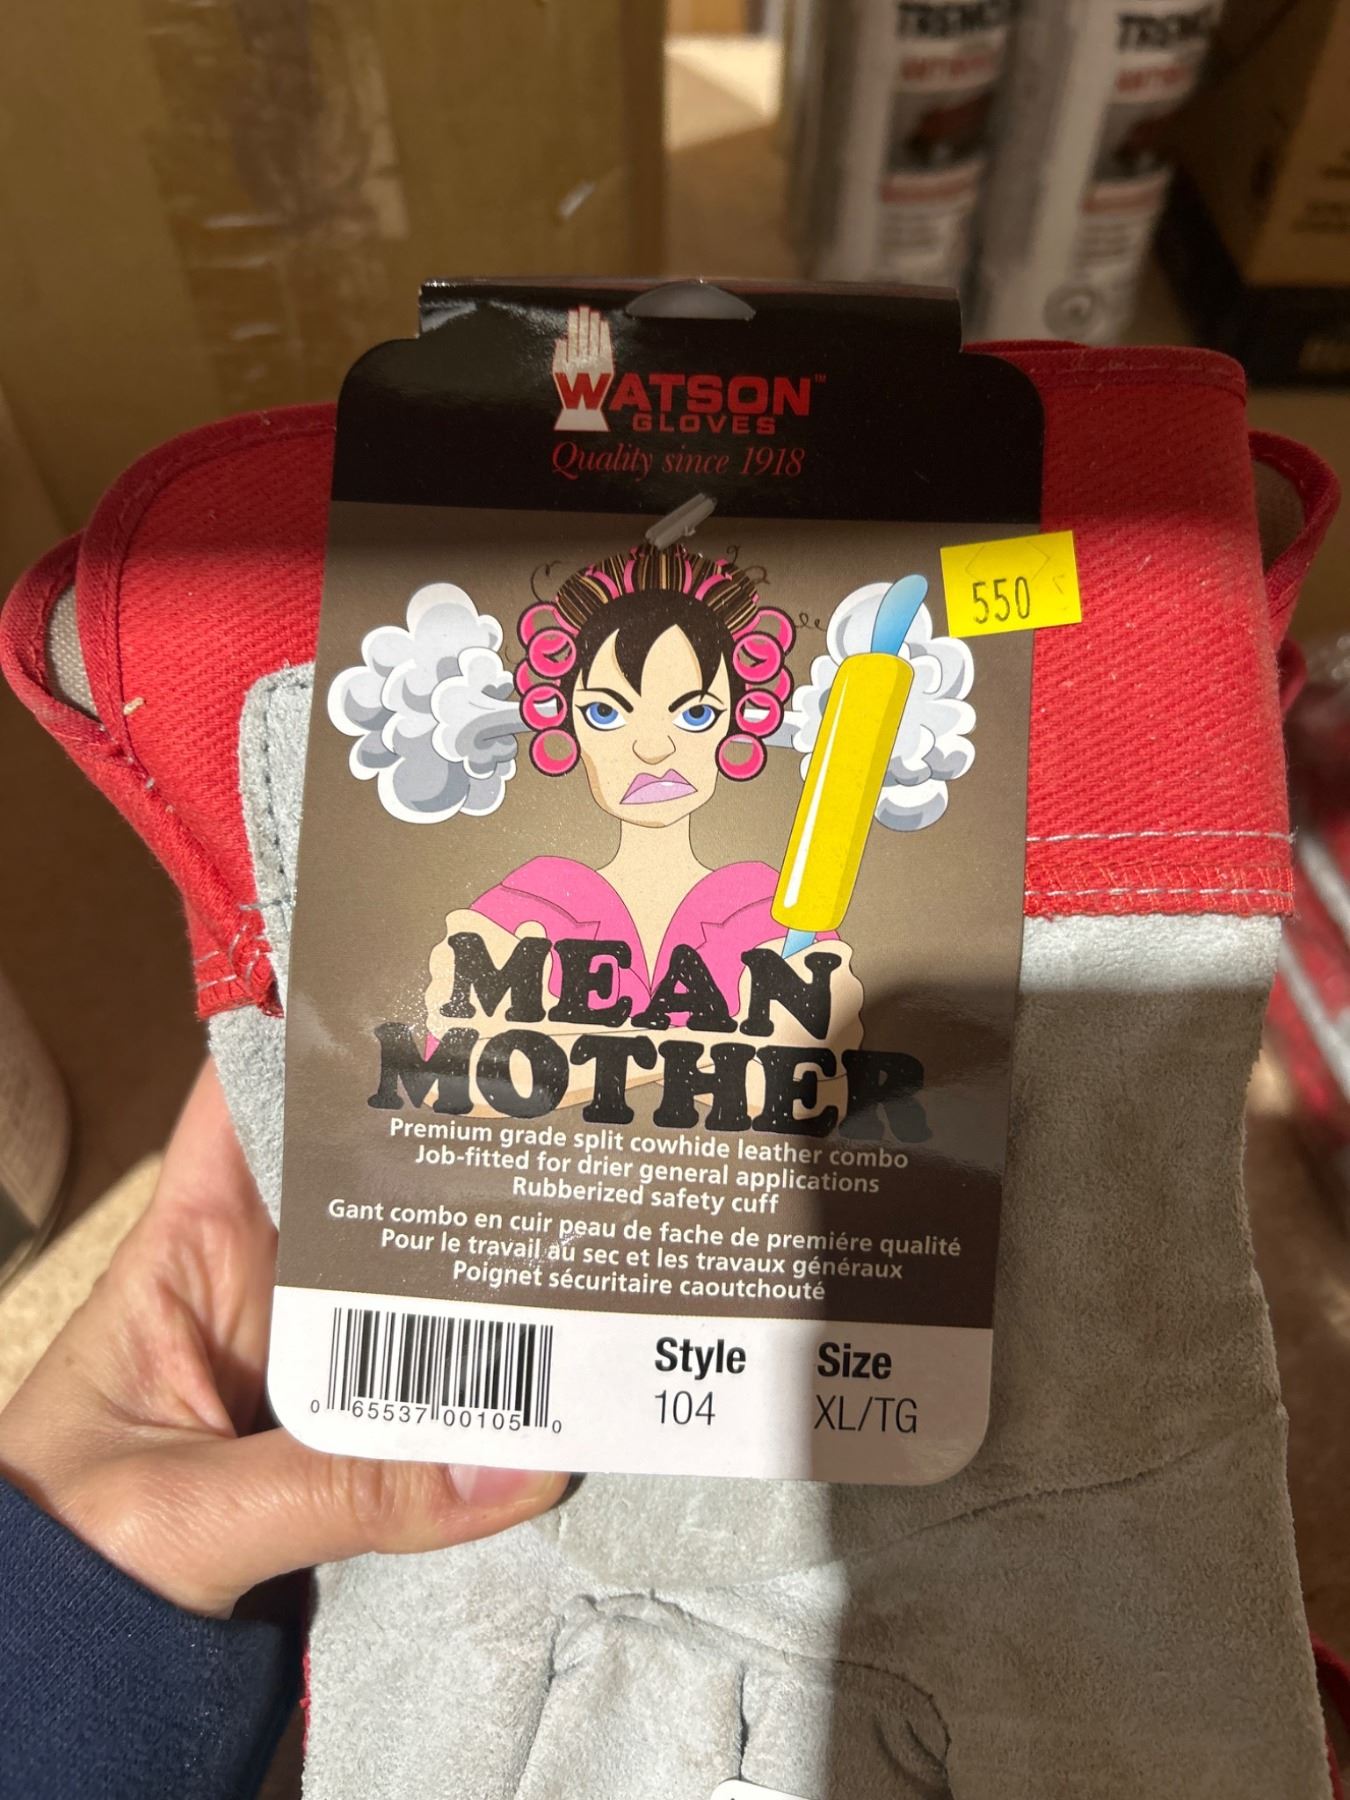 WATSON™
GLOVES
Quality since 1918
550
MEAN
MOTHER
Premium grade split cowhide leather combo
Job-fitted for drier general applications
Rubberized safety cuff
Gant combo en cuir peau de fache de premiére qualité
Pour le travail au sec et les travaux généraux
Poignet sécuritaire caoutchouté
Style
104
Size
XL/TG
0 65537 00105 0